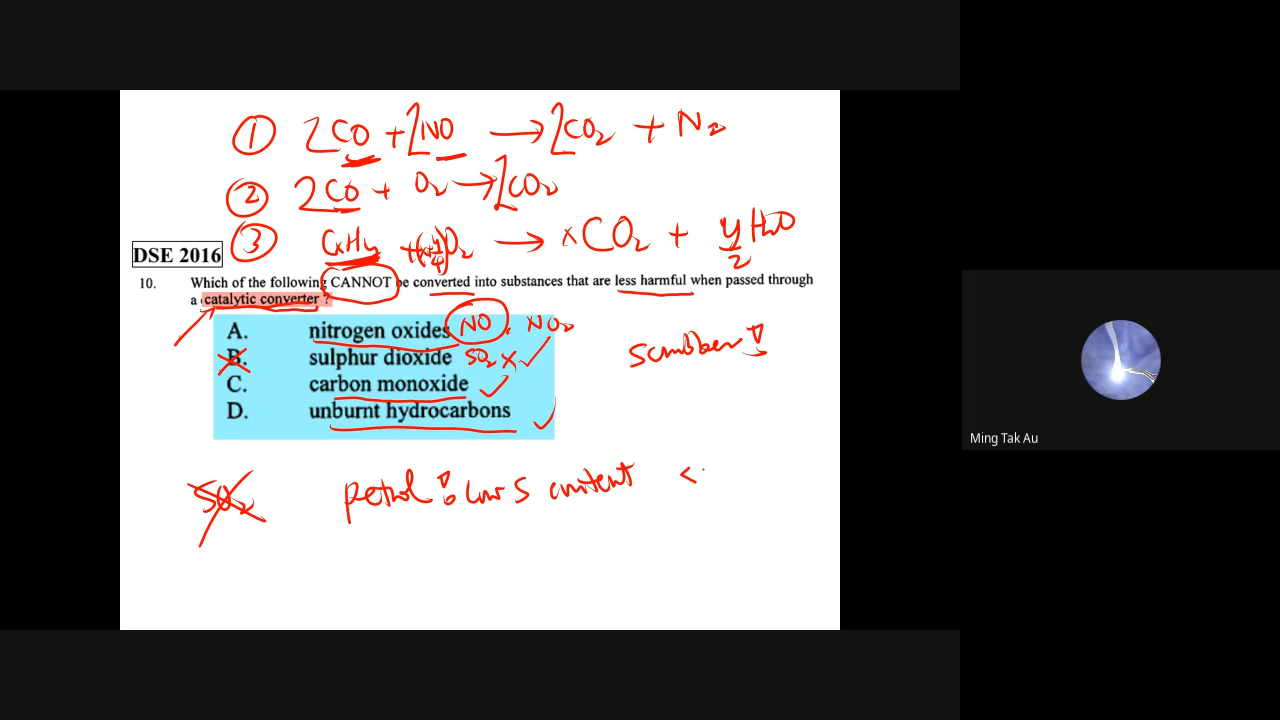 ① 2CO + 2NO → 2CO₂ + N₂
② 2CO + O₂ → 2CO₂
③ CxHy + (x+y/4)O₂ → xCO₂ + y/2 H₂O
DSE 2016
10. Which of the following CANNOT be converted into substances that are less harmful when passed through
a catalytic converter ?
A. nitrogen oxides NO, NO₂
B. sulphur dioxide SO₂ × ✓
scrubber!
C. carbon monoxide ✓
D. unburnt hydrocarbons ✓
Ming Tak Au
SO₂ petrol: low S content <